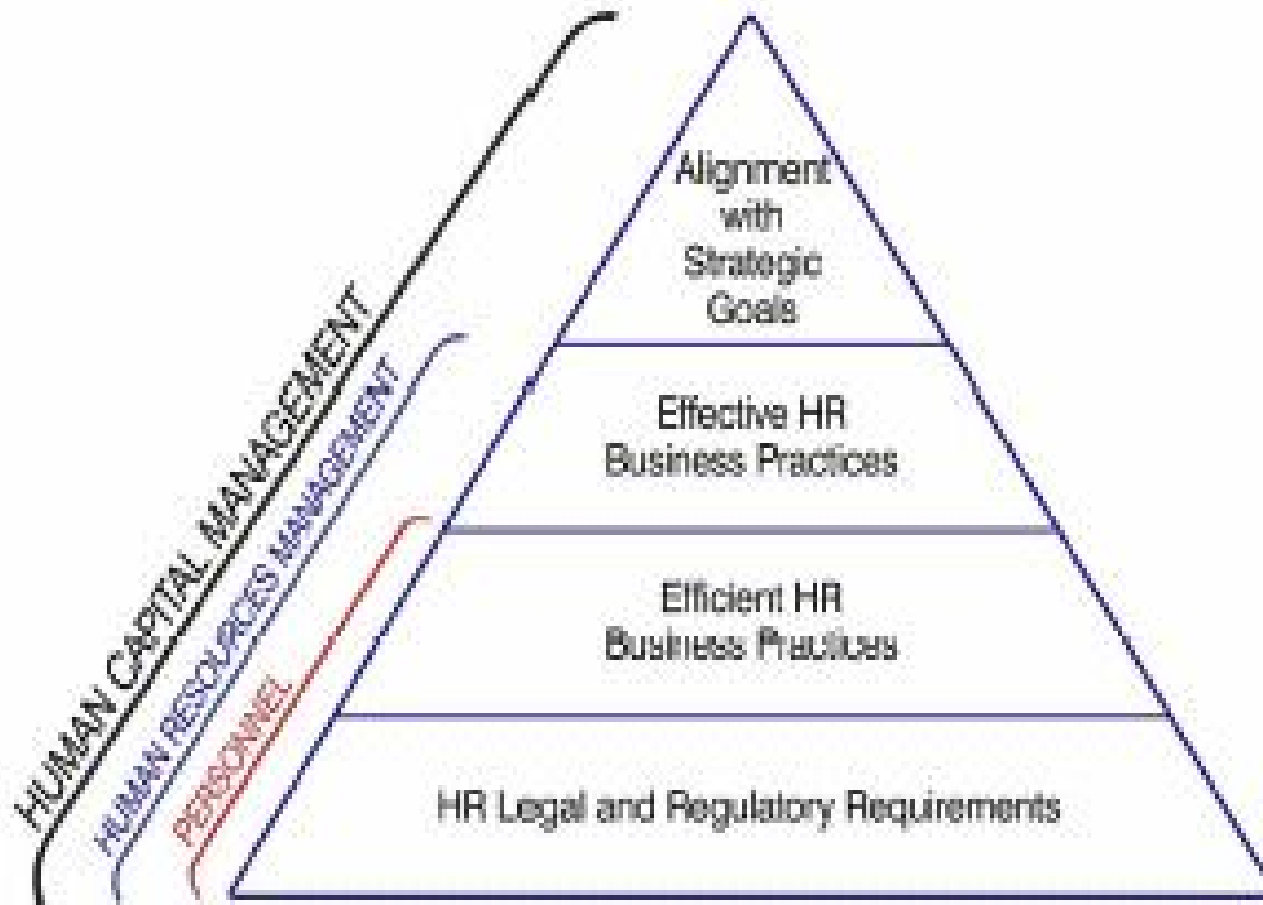 HUMAN CAPITAL MANAGEMENT
HUMAN RESOURCES MANAGEMENT
PERSONNEL
Alignment
with
Strategic
Goals
Effective HR
Business Practices
Efficient HR
Business Practices
HR Legal and Regulatory Requirements